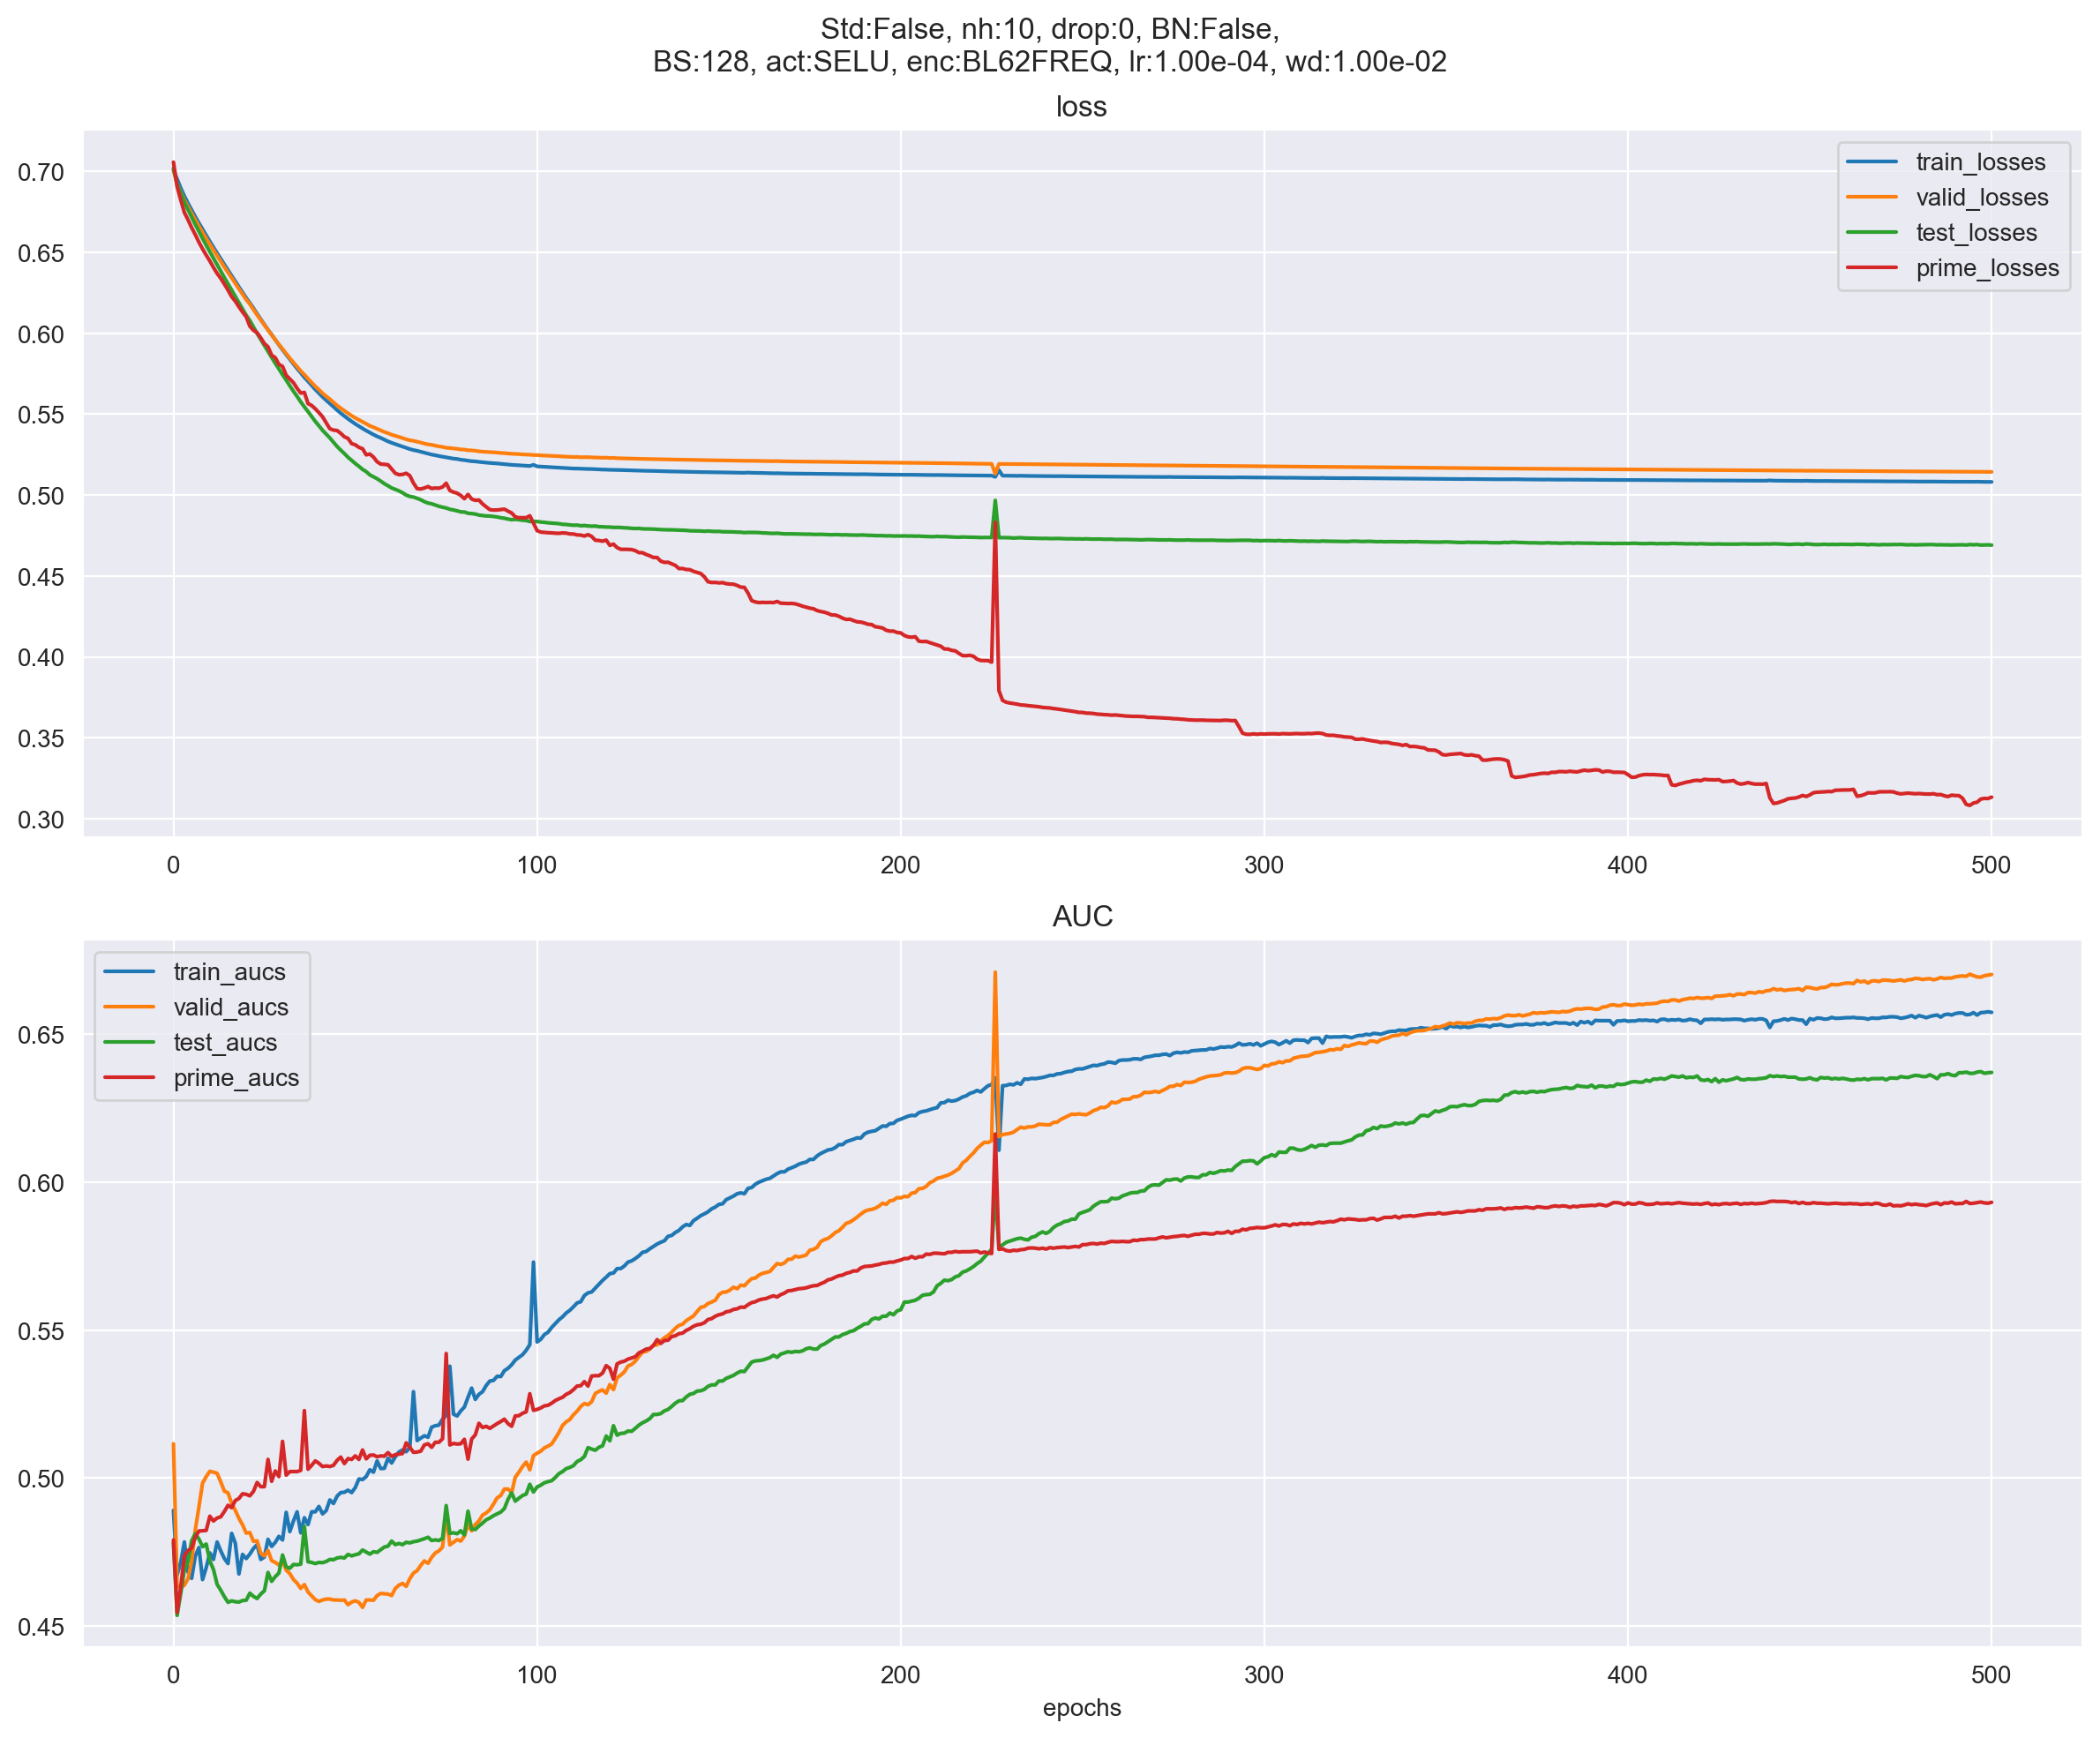 Std:False, nh:10, drop:0, BN:False,
BS:128, act:SELU, enc:BL62FREQ, lr:1.00e-04, wd:1.00e-02
loss
0.70
0.65
0.60
0.55
0.50
0.45
0.40
0.35
0.30
train_losses
valid_losses
test_losses
prime_losses
0 100 200 300 400 500
AUC
train_aucs
valid_aucs
test_aucs
prime_aucs
0.65
0.60
0.55
0.50
0.45
0 100 200 300 400 500
epochs